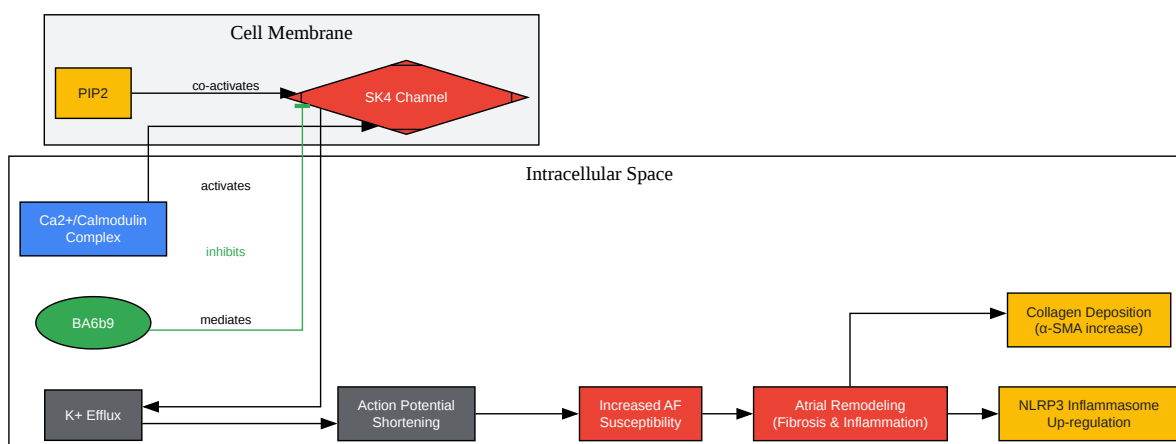 Cell Membrane
PIP2
co-activates
SK4 Channel
Intracellular Space
activates
Ca2+/Calmodulin
Complex
inhibits
BA6b9
mediates
Collagen Deposition
(α-SMA increase)
K+ Efflux
Action Potential
Shortening
Increased AF
Susceptibility
Atrial Remodeling
(Fibrosis & Inflammation)
NLRP3 Inflammasome
Up-regulation